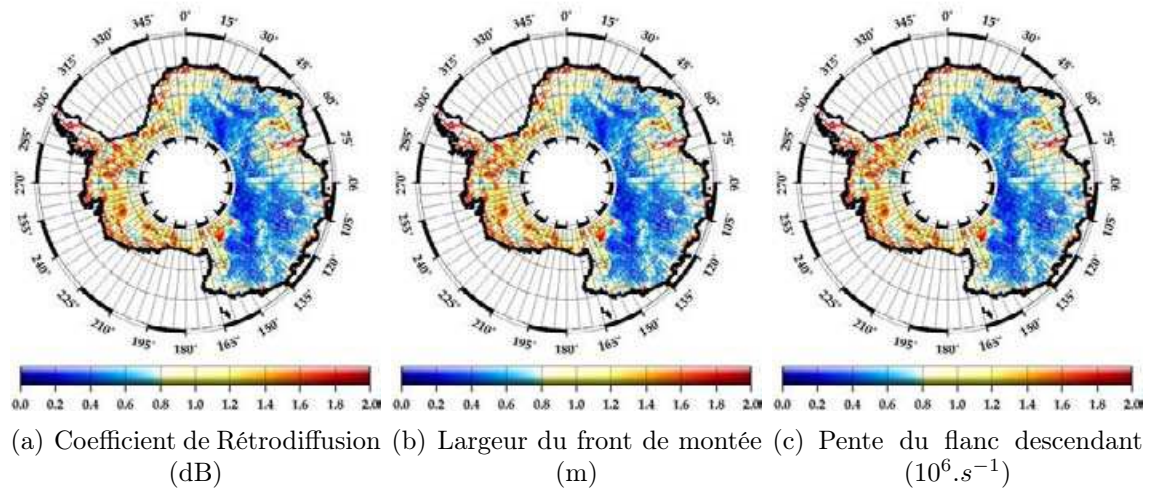 0° 15° 30° 45° 60° 75° 90° 105° 120° 135° 150° 165° 180° 195° 210° 225° 240° 255° 270° 285° 300° 315° 330° 345°
0.0 0.2 0.4 0.6 0.8 1.0 1.2 1.4 1.6 1.8 2.0
(a) Coefficient de Rétrodiffusion
(dB)
0° 15° 30° 45° 60° 75° 90° 105° 120° 135° 150° 165° 180° 195° 210° 225° 240° 255° 270° 285° 300° 315° 330° 345°
0.0 0.2 0.4 0.6 0.8 1.0 1.2 1.4 1.6 1.8 2.0
(b) Largeur du front de montée
(m)
0° 15° 30° 45° 60° 75° 90° 105° 120° 135° 150° 165° 180° 195° 210° 225° 240° 255° 270° 285° 300° 315° 330° 345°
0.0 0.2 0.4 0.6 0.8 1.0 1.2 1.4 1.6 1.8 2.0
(c) Pente du flanc descendant
(10⁶.s⁻¹)